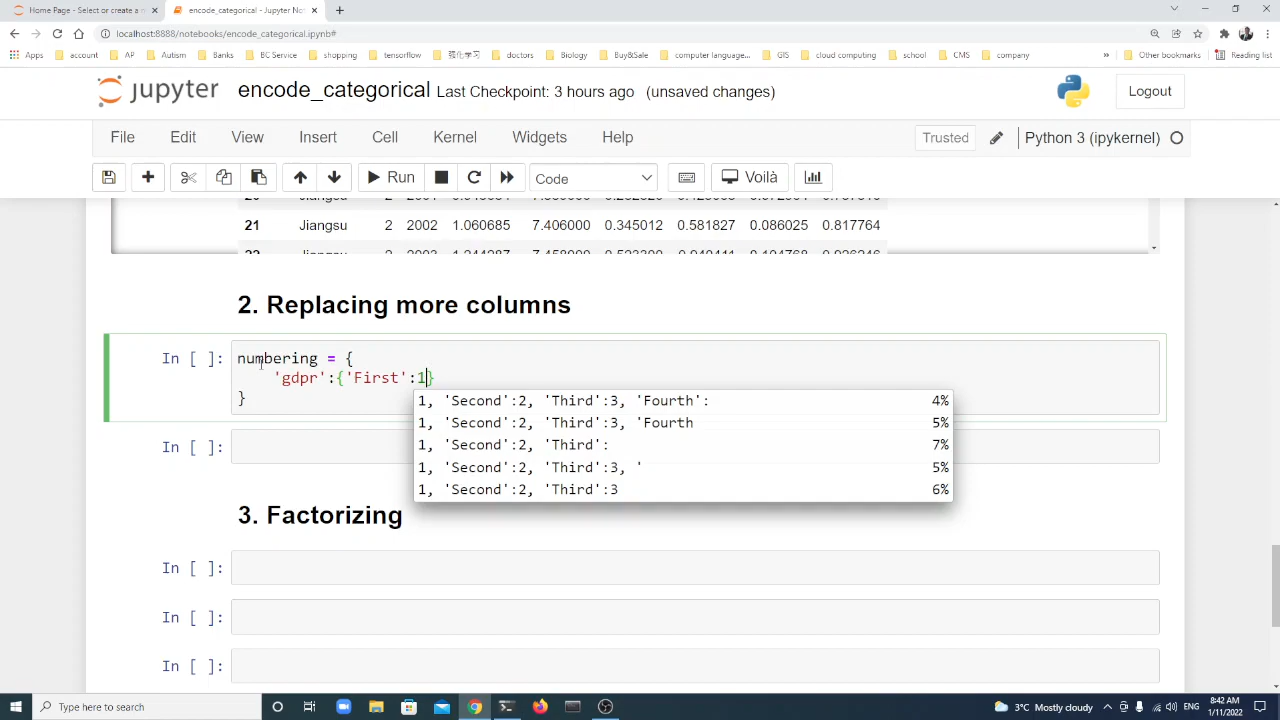 Home Page - Select or create a n
encode_categorical - Jupyter Not
localhost:8888/notebooks/encode_categorical.ipynb#
Apps account AP Autism Banks BC Service shopping tensorflow 强化学习 doctors Biology Buy&Sale computer language... GIS cloud computing school CMS company » Other bookmarks Reading list
jupyter encode_categorical Last Checkpoint: 3 hours ago (unsaved changes) Logout
File Edit View Insert Cell Kernel Widgets Help Trusted Python 3 (ipykernel)
Run Code Voilà
21 Jiangsu 2 2002 1.060685 7.406000 0.345012 0.581827 0.086025 0.817764
2. Replacing more columns
In [ ]: numbering = {
'gdpr':{'First':1}
}
1, 'Second':2, 'Third':3, 'Fourth': 4%
1, 'Second':2, 'Third':3, 'Fourth 5%
1, 'Second':2, 'Third': 7%
1, 'Second':2, 'Third':3, ' 5%
1, 'Second':2, 'Third':3 6%
In [ ]:
3. Factorizing
In [ ]:
In [ ]:
In [ ]:
Type here to search
3°C Mostly cloudy ENG 8:42 AM
1/11/2022